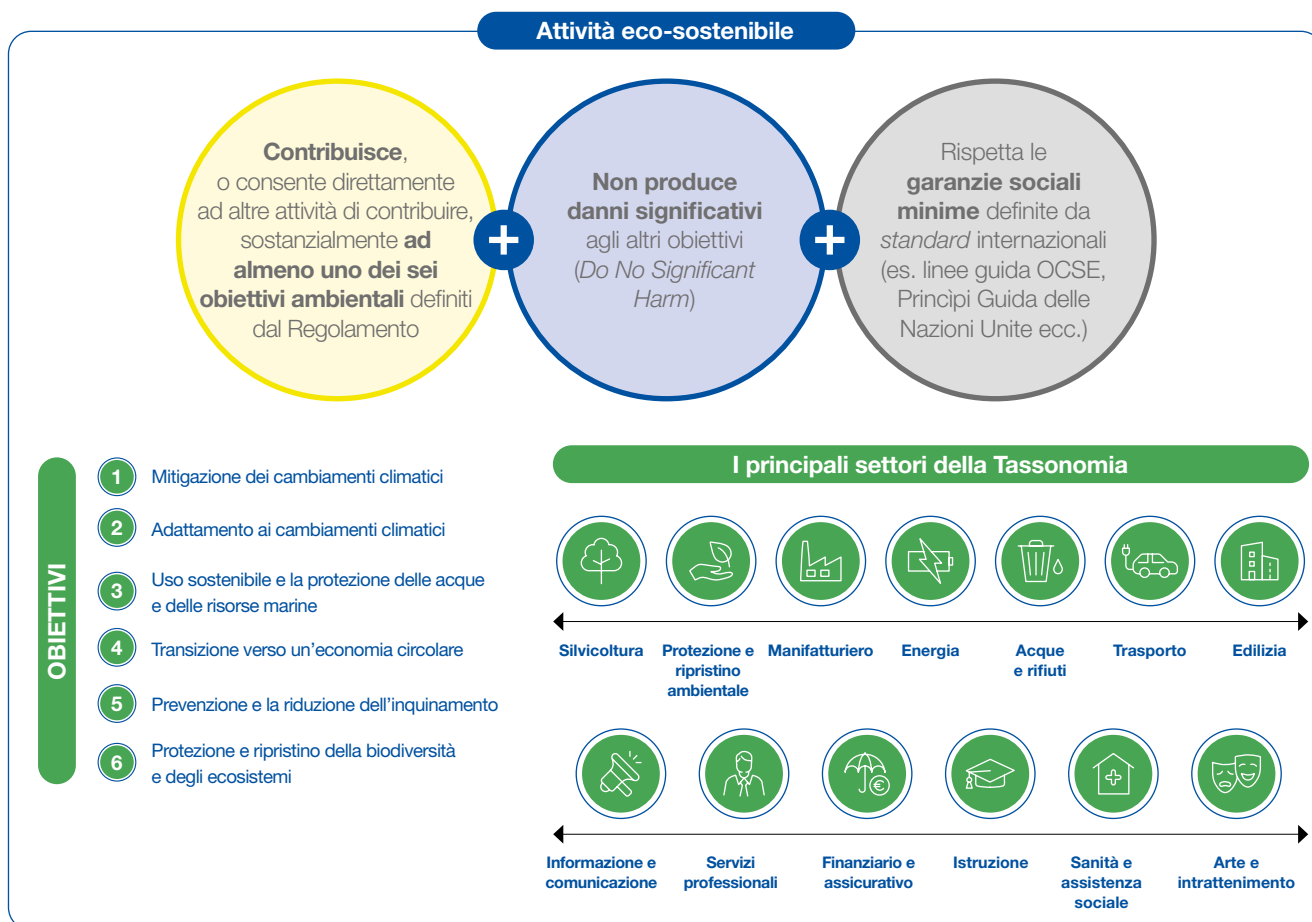 Attività eco-sostenibile
Contribuisce,
o consente direttamente
ad altre attività di contribuire,
sostanzialmente ad
almeno uno dei sei
obiettivi ambientali definiti
dal Regolamento
+
Non produce
danni significativi
agli altri obiettivi
(Do No Significant
Harm)
+
Rispetta le
garanzie sociali
minime definite da
standard internazionali
(es. linee guida OCSE,
Princìpi Guida delle
Nazioni Unite ecc.)
OBIETTIVI
1 Mitigazione dei cambiamenti climatici
2 Adattamento ai cambiamenti climatici
3 Uso sostenibile e la protezione delle acque
e delle risorse marine
4 Transizione verso un'economia circolare
5 Prevenzione e la riduzione dell'inquinamento
6 Protezione e ripristino della biodiversità
e degli ecosistemi
I principali settori della Tassonomia
Silvicoltura
Protezione e
ripristino
ambientale
Manifatturiero
Energia
Acque
e rifiuti
Trasporto
Edilizia
€
Informazione e
comunicazione
Servizi
professionali
Finanziario e
assicurativo
Istruzione
Sanità e
assistenza
sociale
Arte e
intrattenimento